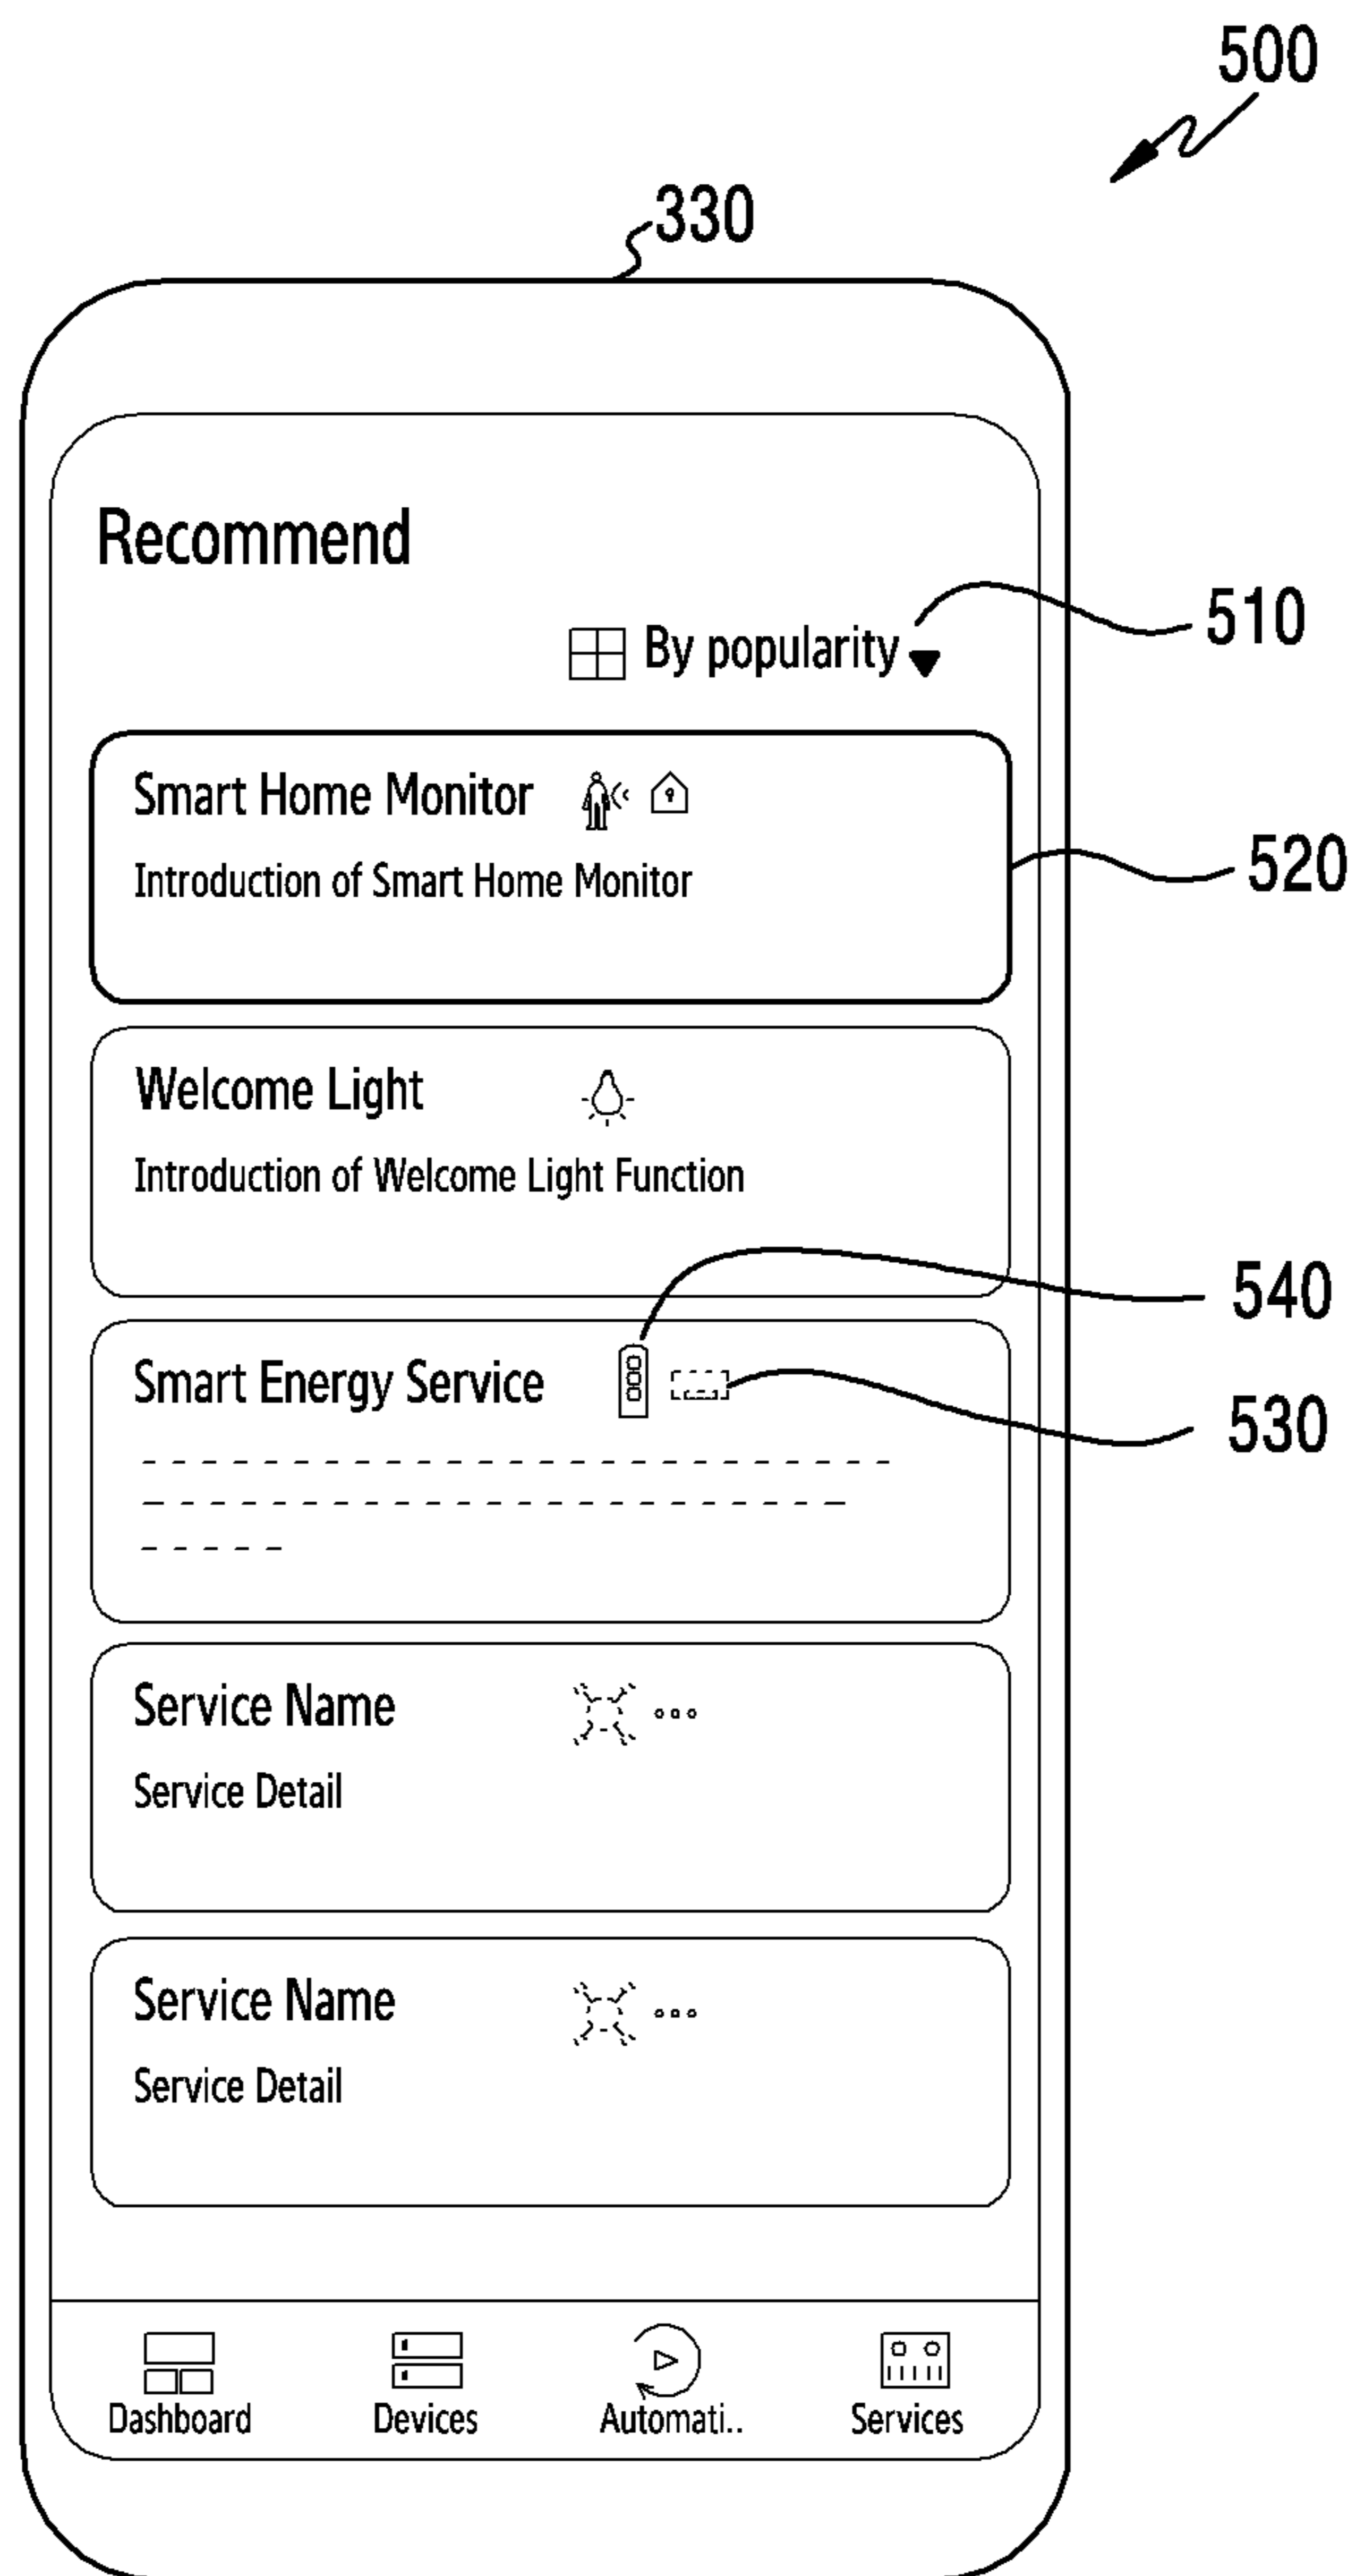 500
330
Recommend
By popularity
510
Smart Home Monitor
Introduction of Smart Home Monitor
520
Welcome Light
Introduction of Welcome Light Function
540
Smart Energy Service
530
Service Name
Service Detail
Service Name
Service Detail
Dashboard Devices Automati.. Services